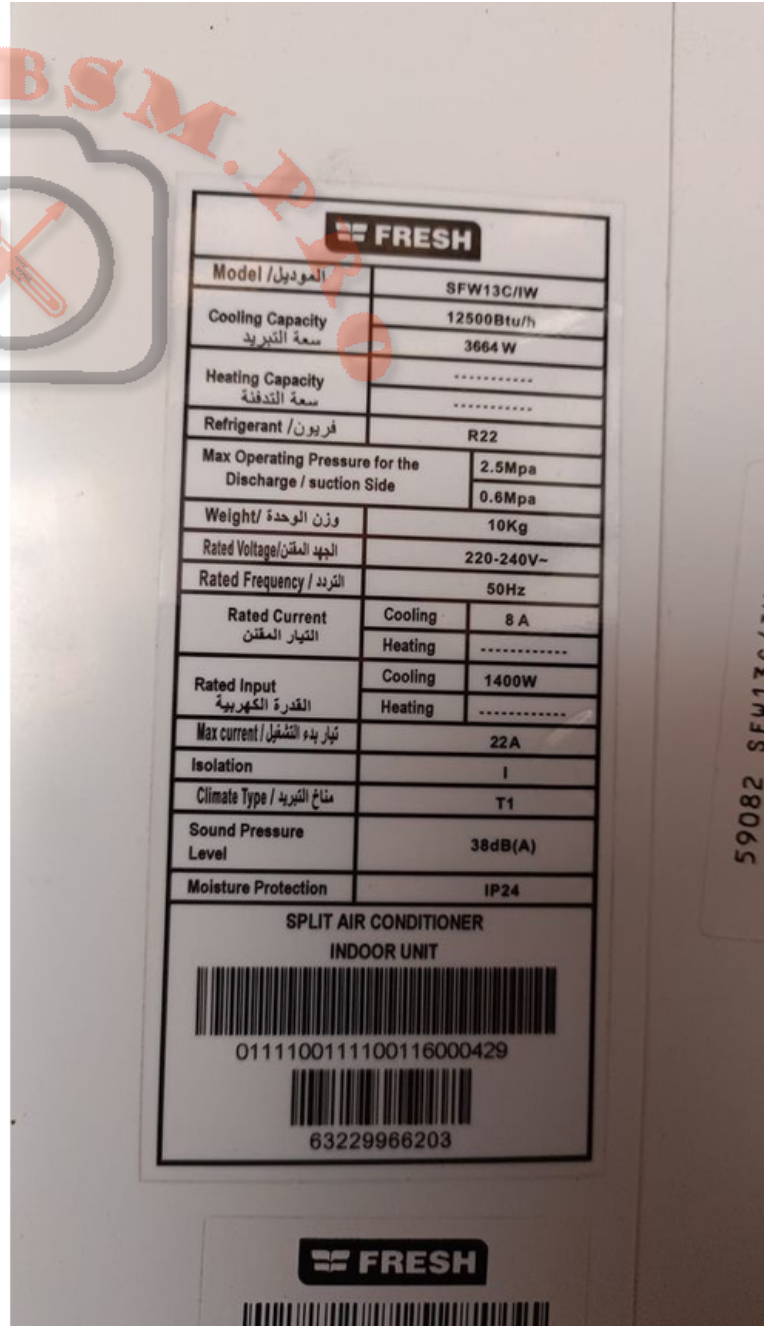 BSM.PRO
FRESH
Model /الموديل SFW13C/IW
Cooling Capacity 12500Btu/h
سعة التبريد 3664 W
Heating Capacity -----------
سعة التدفئة -----------
Refrigerant /فريون R22
Max Operating Pressure for the 2.5Mpa
Discharge / suction Side 0.6Mpa
Weight/ وزن الوحدة 10Kg
Rated Voltage/الجهد المقنن 220-240V~
Rated Frequency / التردد 50Hz
Rated Current Cooling 8 A
التيار المقنن Heating ------------
Rated Input Cooling 1400W
القدرة الكهربية Heating ------------
Max current / تيار بدء التشغيل 22A
Isolation I
Climate Type / مناخ التبريد T1
Sound Pressure
Level 38dB(A)
Moisture Protection IP24
SPLIT AIR CONDITIONER
INDOOR UNIT
01111001111100116000429
63229966203
FRESH
59082